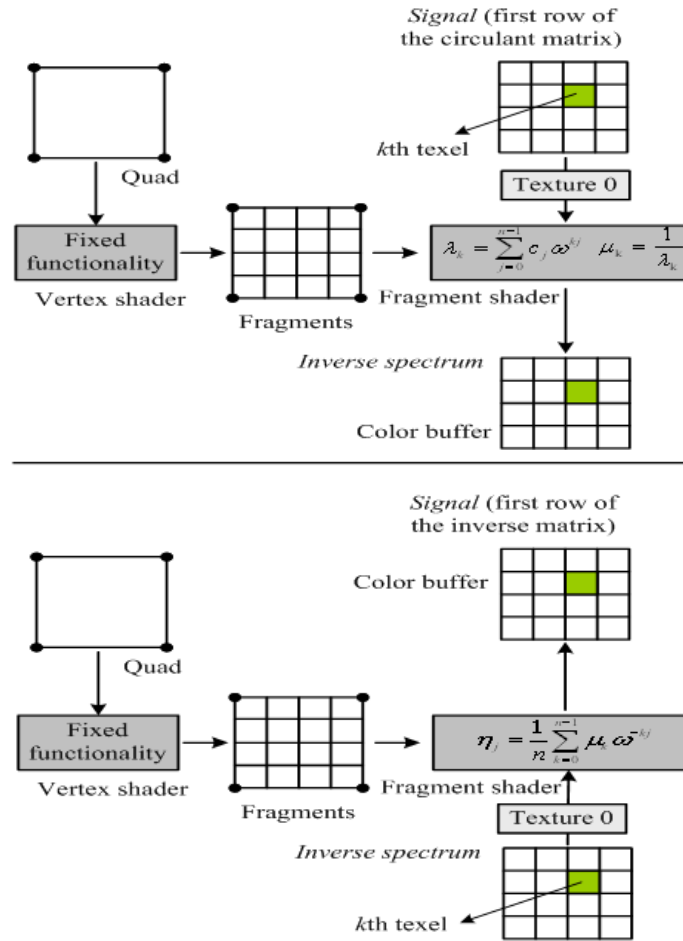 Signal (first row of
the circulant matrix)
kth texel
Quad
Texture 0
Fixed
functionality
λ_k = ∑_{j=0}^{n-1} c_j ω^{kj}   μ_k = 1/λ_k
Vertex shader
Fragment shader
Fragments
Inverse spectrum
Color buffer
Signal (first row of
the inverse matrix)
Color buffer
Quad
Fixed
functionality
η_j = 1/n ∑_{k=0}^{n-1} μ_k ω^{-kj}
Vertex shader
Fragment shader
Fragments
Texture 0
Inverse spectrum
kth texel